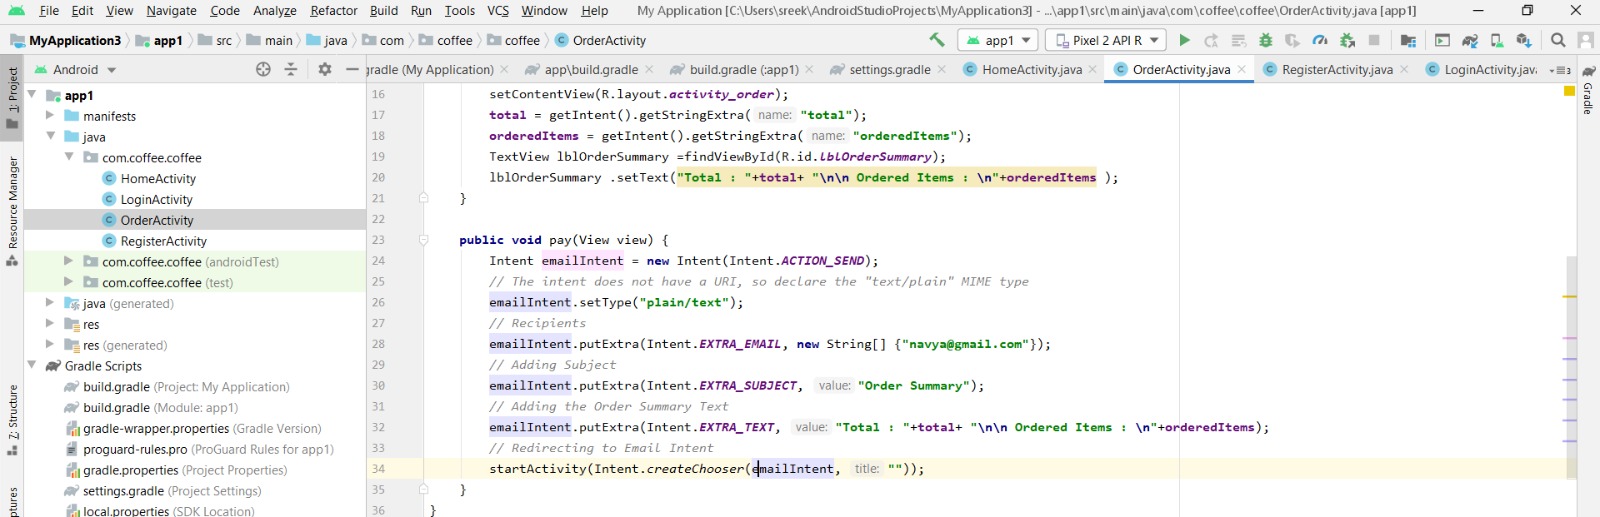 File Edit View Navigate Code Analyze Refactor Build Run Tools VCS Window Help My Application [C:\Users\sreek\AndroidStudioProjects\MyApplication3] - ...\app1\src\main\java\com\coffee\coffee\OrderActivity.java [app1]
MyApplication3 app1 src main java com coffee coffee OrderActivity app1 Pixel 2 API R
Android gradle (My Application) app\build.gradle build.gradle (:app1) settings.gradle HomeActivity.java OrderActivity.java RegisterActivity.java LoginActivity.java 3
1: Project
Resource Manager
Z: Structure
ptures
Gradle
app1
manifests
java
com.coffee.coffee
HomeActivity
LoginActivity
OrderActivity
RegisterActivity
com.coffee.coffee (androidTest)
com.coffee.coffee (test)
java (generated)
res
res (generated)
Gradle Scripts
build.gradle (Project: My Application)
build.gradle (Module: app1)
gradle-wrapper.properties (Gradle Version)
proguard-rules.pro (ProGuard Rules for app1)
gradle.properties (Project Properties)
settings.gradle (Project Settings)
local.properties (SDK Location)
16 setContentView(R.layout.activity_order);
17 total = getIntent().getStringExtra( name: "total");
18 orderedItems = getIntent().getStringExtra( name: "orderedItems");
19 TextView lblOrderSummary =findViewById(R.id.lblOrderSummary);
20 lblOrderSummary .setText("Total : "+total+ "\n\n Ordered Items : \n"+orderedItems );
21 }
22
23 public void pay(View view) {
24 Intent emailIntent = new Intent(Intent.ACTION_SEND);
25 // The intent does not have a URI, so declare the "text/plain" MIME type
26 emailIntent.setType("plain/text");
27 // Recipients
28 emailIntent.putExtra(Intent.EXTRA_EMAIL, new String[] {"navya@gmail.com"});
29 // Adding Subject
30 emailIntent.putExtra(Intent.EXTRA_SUBJECT, value: "Order Summary");
31 // Adding the Order Summary Text
32 emailIntent.putExtra(Intent.EXTRA_TEXT, value: "Total : "+total+ "\n\n Ordered Items : \n"+orderedItems);
33 // Redirecting to Email Intent
34 startActivity(Intent.createChooser(emailIntent, title: ""));
35 }
36 }